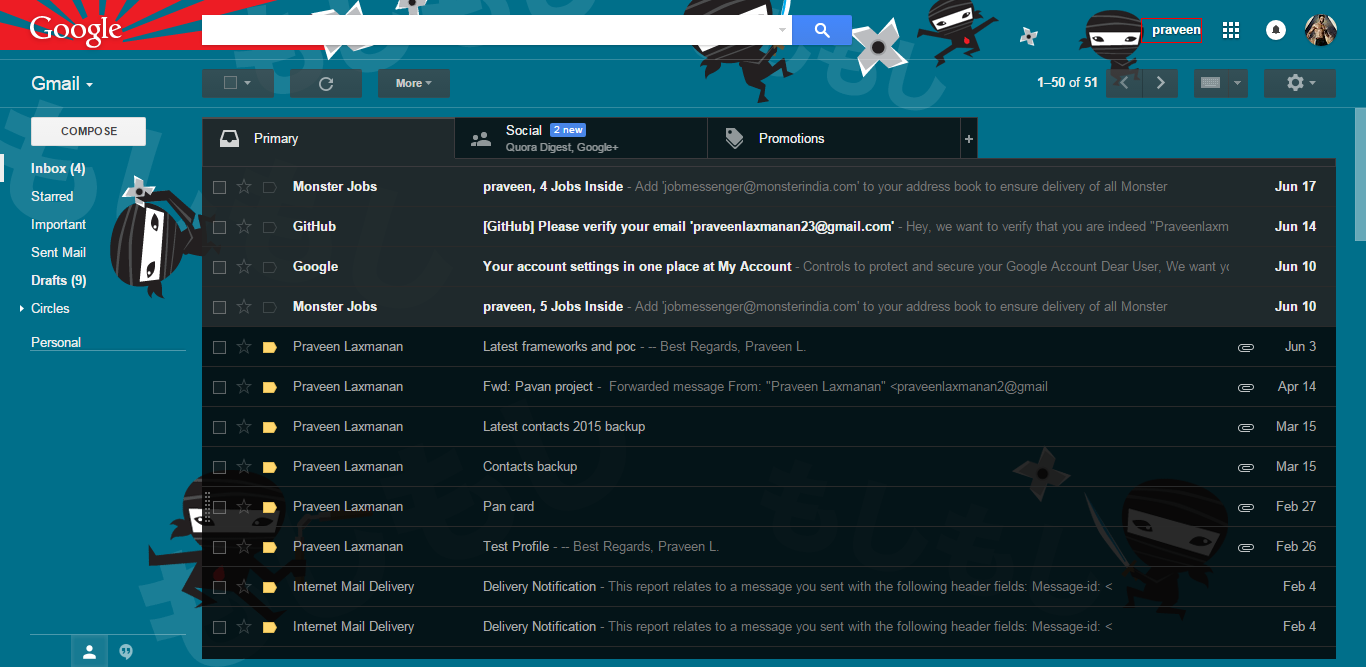 Google
praveen
Gmail
More
1–50 of 51
COMPOSE
Inbox (4)
Starred
Important
Sent Mail
Drafts (9)
Circles
Personal
Primary
Social 2 new
Quora Digest, Google+
Promotions
+
Monster Jobs praveen, 4 Jobs Inside - Add 'jobmessenger@monsterindia.com' to your address book to ensure delivery of all Monster Jun 17
GitHub [GitHub] Please verify your email 'praveenlaxmanan23@gmail.com' - Hey, we want to verify that you are indeed "Praveenlaxm Jun 14
Google Your account settings in one place at My Account - Controls to protect and secure your Google Account Dear User, We want yo Jun 10
Monster Jobs praveen, 5 Jobs Inside - Add 'jobmessenger@monsterindia.com' to your address book to ensure delivery of all Monster Jun 10
Praveen Laxmanan Latest frameworks and poc - -- Best Regards, Praveen L. Jun 3
Praveen Laxmanan Fwd: Pavan project - Forwarded message From: "Praveen Laxmanan" <praveenlaxmanan2@gmail Apr 14
Praveen Laxmanan Latest contacts 2015 backup Mar 15
Praveen Laxmanan Contacts backup Mar 15
Praveen Laxmanan Pan card Feb 27
Praveen Laxmanan Test Profile - -- Best Regards, Praveen L. Feb 26
Internet Mail Delivery Delivery Notification - This report relates to a message you sent with the following header fields: Message-id: < Feb 4
Internet Mail Delivery Delivery Notification - This report relates to a message you sent with the following header fields: Message-id: < Feb 4